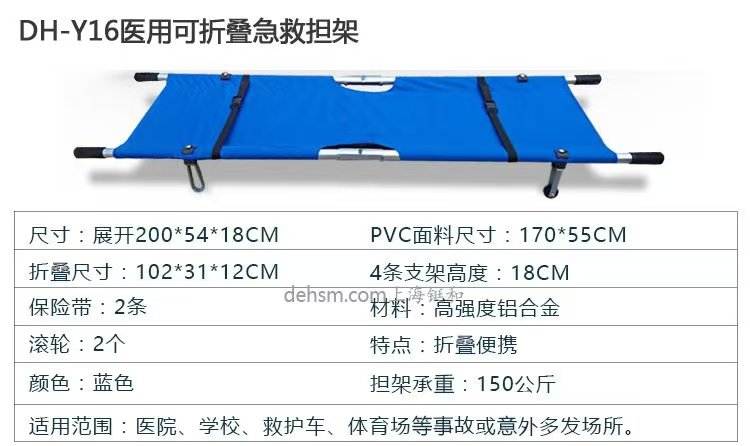 DH-Y16医用可折叠急救担架
尺寸：展开200*54*18CM PVC面料尺寸：170*55CM
折叠尺寸：102*31*12CM 4条支架高度：18CM
dehsm.com上海铤和
保险带：2条 材料：高强度铝合金
滚轮：2个 特点：折叠便携
颜色：蓝色 担架承重：150公斤
适用范围：医院、学校、救护车、体育场等事故或意外多发场所。